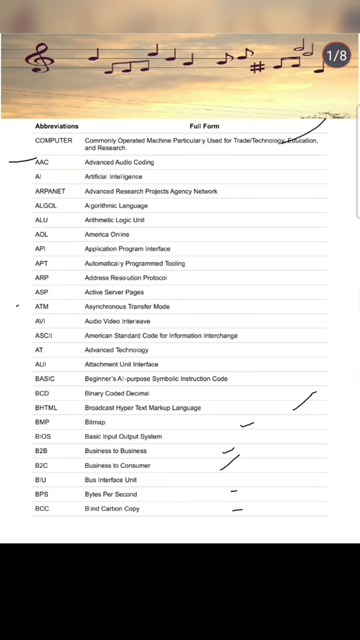 1/8
Abbreviations Full Form
COMPUTER Commonly Operated Machine Particularly Used for Trade/Technology, Education,
and Research.
AAC Advanced Audio Coding
AI Artificial Intelligence
ARPANET Advanced Research Projects Agency Network
ALGOL Algorithmic Language
ALU Arithmetic Logic Unit
AOL America Online
API Application Program Interface
APT Automatically Programmed Tooling
ARP Address Resolution Protocol
ASP Active Server Pages
ATM Asynchronous Transfer Mode
AVI Audio Video Interleave
ASCII American Standard Code for Information Interchange
AT Advanced Technology
AUI Attachment Unit Interface
BASIC Beginner's All-purpose Symbolic Instruction Code
BCD Binary Coded Decimal
BHTML Broadcast Hyper Text Markup Language
BMP Bitmap
BIOS Basic Input Output System
B2B Business to Business
B2C Business to Consumer
BIU Bus Interface Unit
BPS Bytes Per Second
BCC Blind Carbon Copy